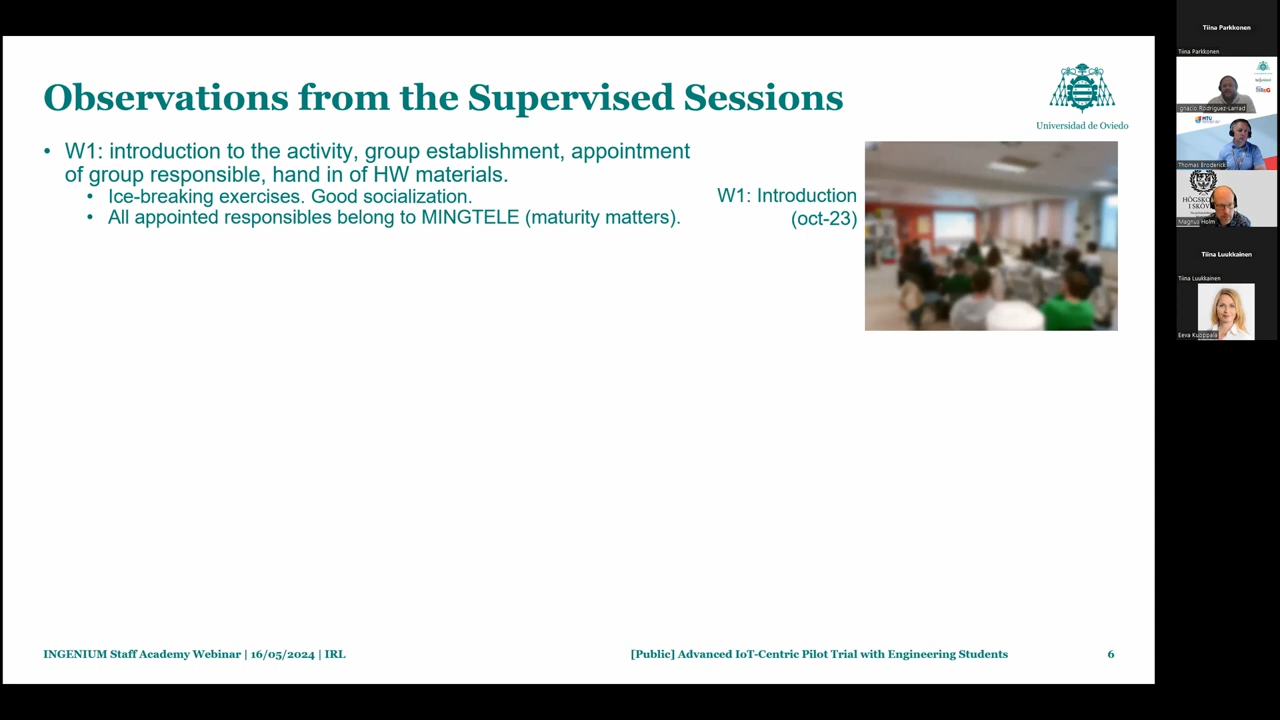 Observations from the Supervised Sessions
Universidad de Oviedo
• W1: introduction to the activity, group establishment, appointment
of group responsible, hand in of HW materials.
• Ice-breaking exercises. Good socialization.
• All appointed responsibles belong to MINGTELE (maturity matters).
W1: Introduction
(oct-23)
INGENIUM Staff Academy Webinar | 16/05/2024 | IRL
[Public] Advanced IoT-Centric Pilot Trial with Engineering Students
6
Tiina Parkkonen
Tiina Parkkonen
Ignacio Rodriguez-Larrad
MTU
Thomas Broderick
Magnus Holm
Tiina Luukkainen
Tiina Luukkainen
Eeva Kuoppala